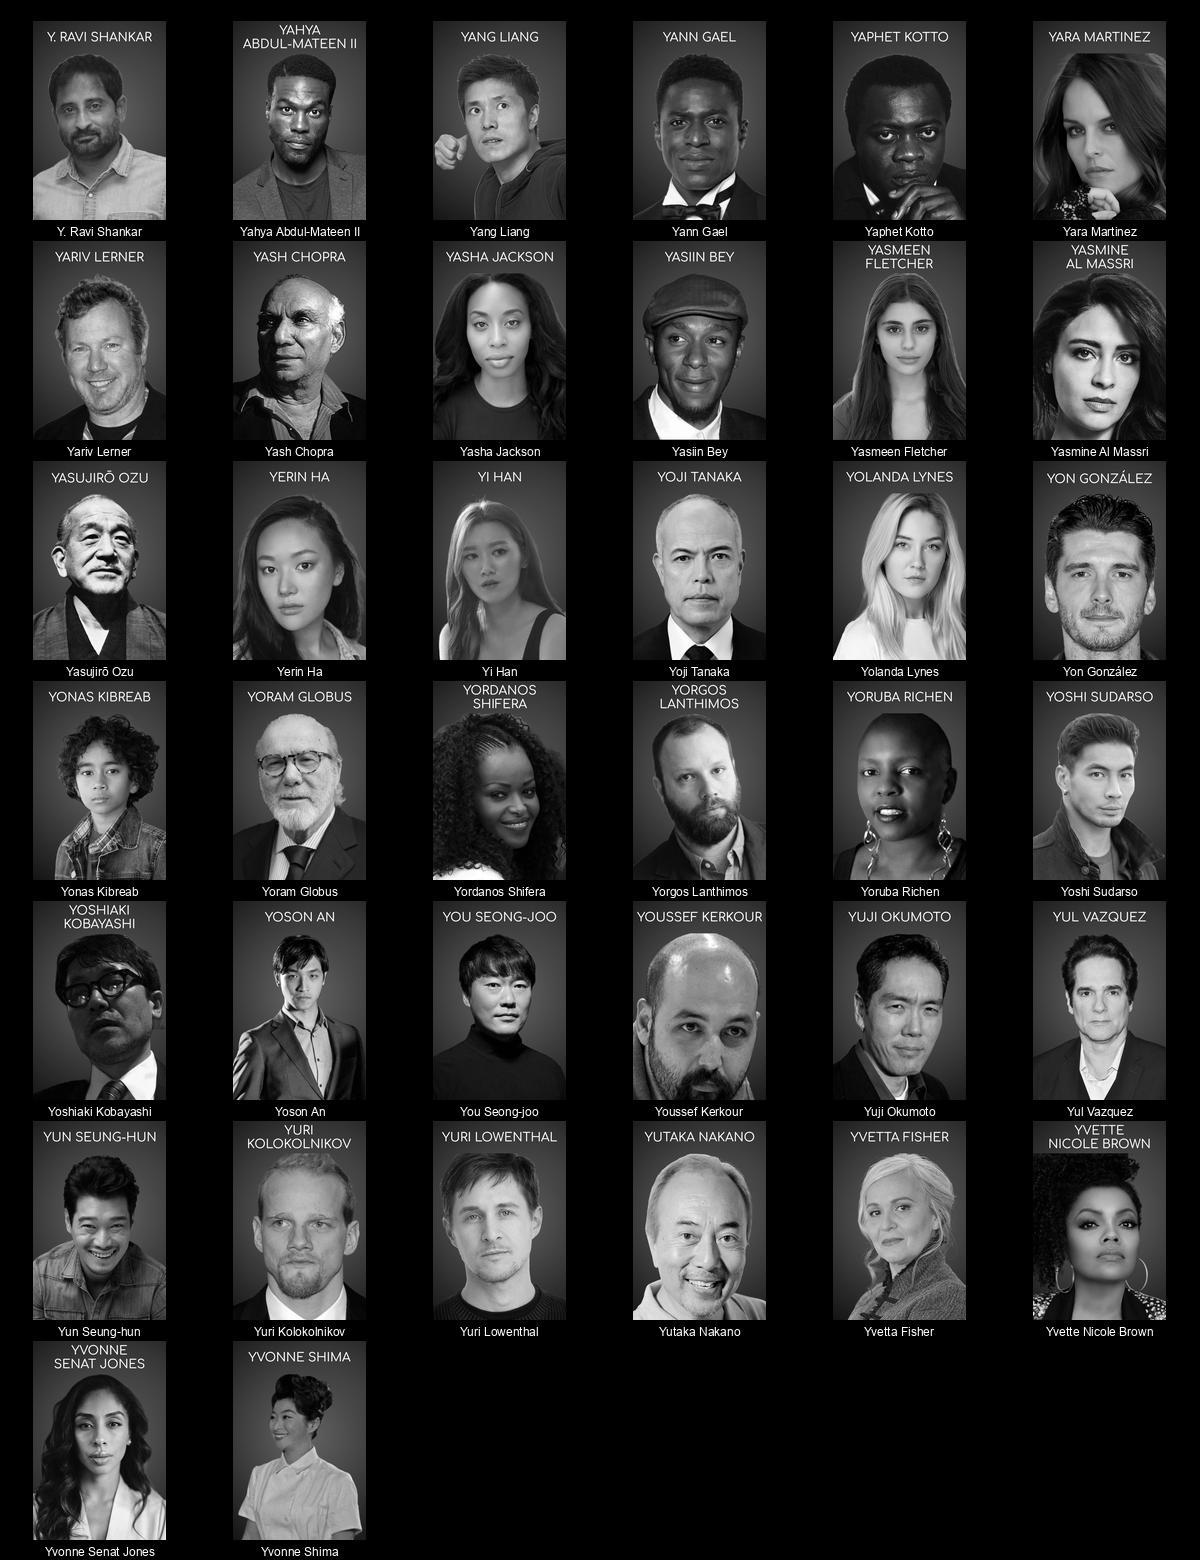 Y. RAVI SHANKAR
YAHYA
ABDUL-MATEEN II
YANG LIANG
YANN GAEL
YAPHET KOTTO
YARA MARTINEZ
Y. Ravi Shankar
Yahya Abdul-Mateen II
Yang Liang
Yann Gael
Yaphet Kotto
Yara Martinez
YARIV LERNER
YASH CHOPRA
YASHA JACKSON
YASIIN BEY
YASMEEN
FLETCHER
YASMINE
AL MASSRI
Yariv Lerner
Yash Chopra
Yasha Jackson
Yasiin Bey
Yasmeen Fletcher
Yasmine Al Massri
YASUJIRŌ OZU
YERIN HA
YI HAN
YOJI TANAKA
YOLANDA LYNES
YON GONZÁLEZ
Yasujirō Ozu
Yerin Ha
Yi Han
Yoji Tanaka
Yolanda Lynes
Yon González
YONAS KIBREAB
YORAM GLOBUS
YORDANOS
SHIFERA
YORGOS
LANTHIMOS
YORUBA RICHEN
YOSHI SUDARSO
Yonas Kibreab
Yoram Globus
Yordanos Shifera
Yorgos Lanthimos
Yoruba Richen
Yoshi Sudarso
YOSHIAKI
KOBAYASHI
YOSON AN
YOU SEONG-JOO
YOUSSEF KERKOUR
YUJI OKUMOTO
YUL VAZQUEZ
Yoshiaki Kobayashi
Yoson An
You Seong-joo
Youssef Kerkour
Yuji Okumoto
Yul Vazquez
YUN SEUNG-HUN
YURI
KOLOKOLNIKOV
YURI LOWENTHAL
YUTAKA NAKANO
YVETTA FISHER
YVETTE
NICOLE BROWN
Yun Seung-hun
Yuri Kolokolnikov
Yuri Lowenthal
Yutaka Nakano
Yvetta Fisher
Yvette Nicole Brown
YVONNE
SENAT JONES
YVONNE SHIMA
Yvonne Senat Jones
Yvonne Shima